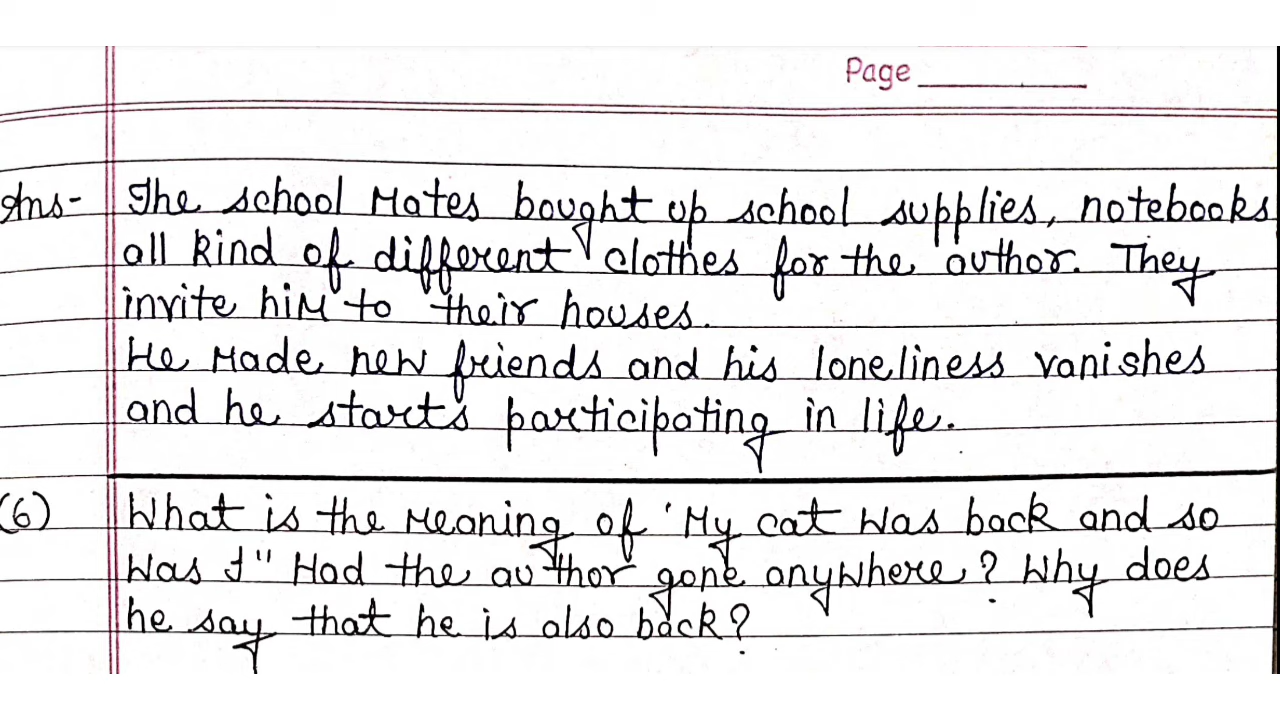 Page
Ans- The school Mates bought up school supplies, notebooks
all kind of different clothes for the author. They
invite hiM to their houses.
He Made new friends and his loneliness vanishes
and he starts participating in life.
(6) What is the Meaning of 'My cat was back and so
was I" Had the author gone anywhere? Why does
he say that he is also back?